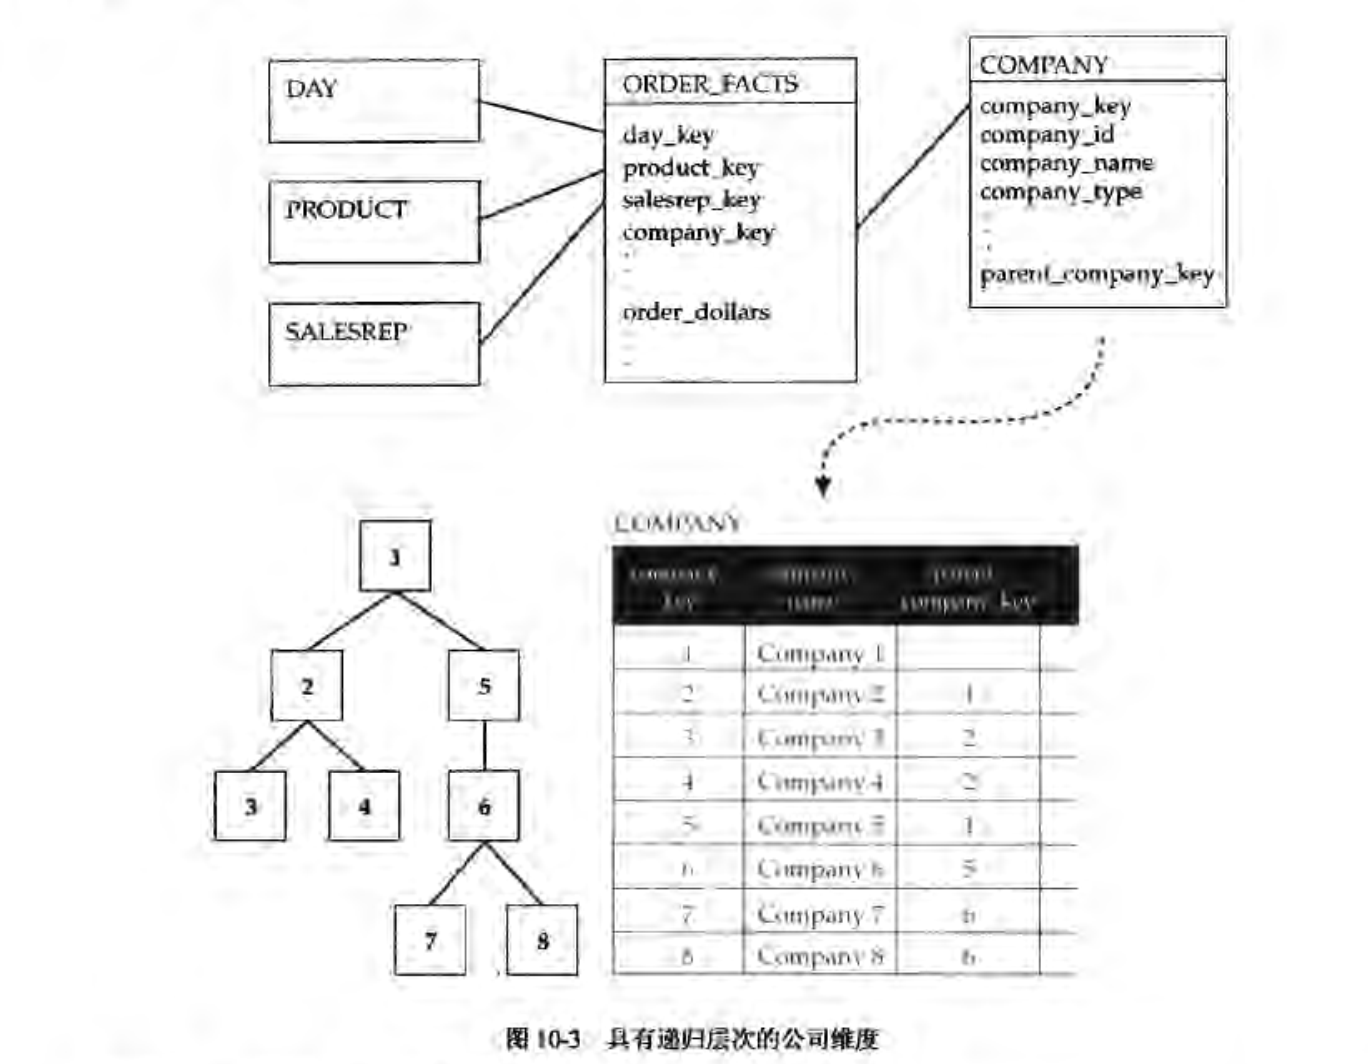 DAY
PRODUCT
SALESREP
ORDER_FACTS
day_key
product_key
salesrep_key
company_key
order_dollars
COMPANY
company_key
company_id
company_name
company_type
parent_company_key
1
2 5
3 4 6
7 8
COMPANY
company key company name parent company_key
1 Company 1
2 Company 2 1
3 Company 3 2
4 Company 4 2
5 Company 5 1
6 Company 6 5
7 Company 7 6
8 Company 8 6
图 10-3 具有递归层次的公司维度